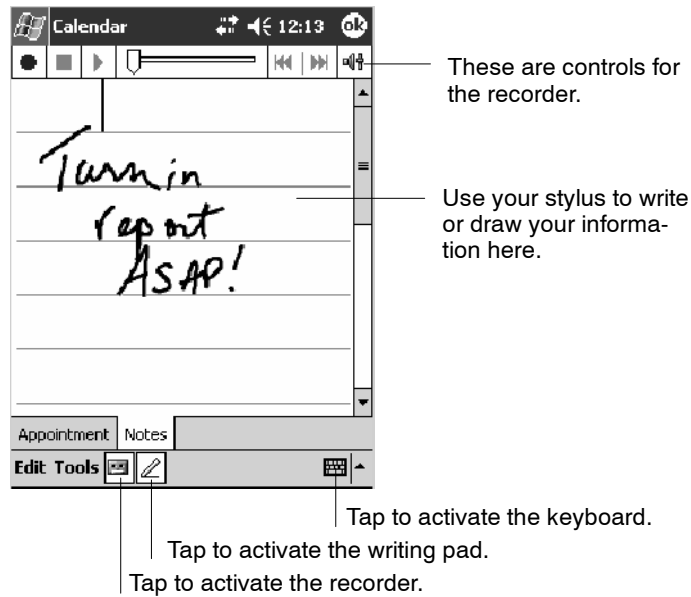 Calendar 12:13 ok
These are controls for
the recorder.
Turn in
report
ASAP!
Use your stylus to write
or draw your informa-
tion here.
Appointment Notes
Edit Tools
Tap to activate the keyboard.
Tap to activate the writing pad.
Tap to activate the recorder.